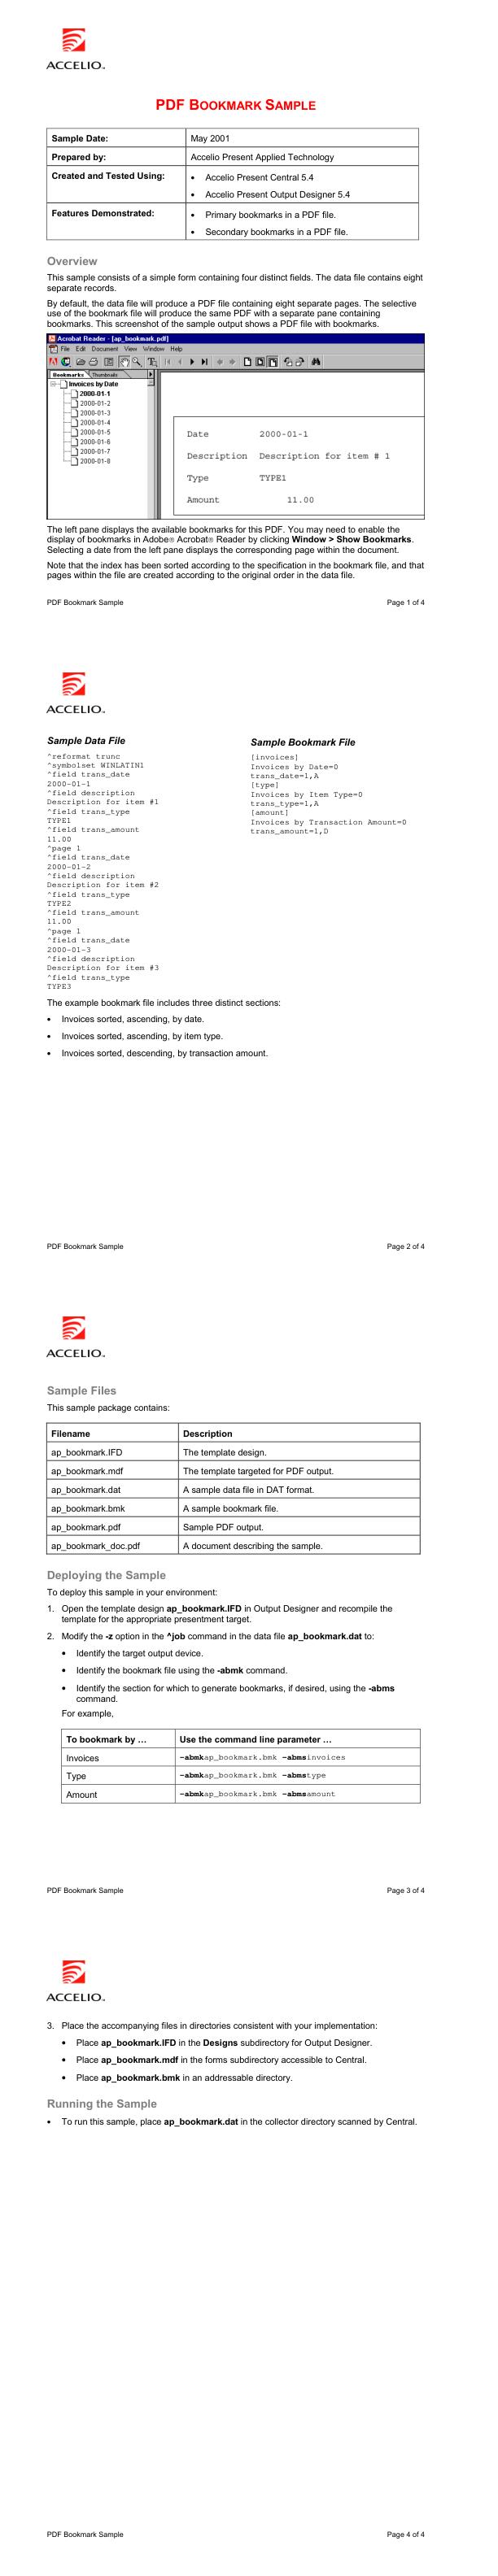 ACCELIO™
PDF BOOKMARK SAMPLE
Sample Date: May 2001
Prepared by: Accelio Present Applied Technology
Created and Tested Using: • Accelio Present Central 5.4
• Accelio Present Output Designer 5.4
Features Demonstrated: • Primary bookmarks in a PDF file.
• Secondary bookmarks in a PDF file.
Overview
This sample consists of a simple form containing four distinct fields. The data file contains eight
separate records.
By default, the data file will produce a PDF file containing eight separate pages. The selective
use of the bookmark file will produce the same PDF with a separate pane containing
bookmarks. This screenshot of the sample output shows a PDF file with bookmarks.
Acrobat Reader - [ap_bookmark.pdf]
File Edit Document View Window Help
Bookmarks Thumbnails
Invoices by Date
2000-01-1
2000-01-2
2000-01-3
2000-01-4
2000-01-5
2000-01-6
2000-01-7
2000-01-8
Date 2000-01-1
Description Description for item # 1
Type TYPE1
Amount 11.00
The left pane displays the available bookmarks for this PDF. You may need to enable the
display of bookmarks in Adobe® Acrobat® Reader by clicking Window > Show Bookmarks.
Selecting a date from the left pane displays the corresponding page within the document.
Note that the index has been sorted according to the specification in the bookmark file, and that
pages within the file are created according to the original order in the data file.
PDF Bookmark Sample Page 1 of 4
ACCELIO™
Sample Data File
^reformat trunc
^symbolset WINLATIN1
^field trans_date
2000-01-1
^field description
Description for item #1
^field trans_type
TYPE1
^field trans_amount
11.00
^page 1
^field trans_date
2000-01-2
^field description
Description for item #2
^field trans_type
TYPE2
^field trans_amount
11.00
^page 1
^field trans_date
2000-01-3
^field description
Description for item #3
^field trans_type
TYPE3
Sample Bookmark File
[invoices]
Invoices by Date=0
trans_date=1,A
[type]
Invoices by Item Type=0
trans_type=1,A
[amount]
Invoices by Transaction Amount=0
trans_amount=1,D
The example bookmark file includes three distinct sections:
• Invoices sorted, ascending, by date.
• Invoices sorted, ascending, by item type.
• Invoices sorted, descending, by transaction amount.
PDF Bookmark Sample Page 2 of 4
ACCELIO™
Sample Files
This sample package contains:
Filename Description
ap_bookmark.IFD The template design.
ap_bookmark.mdf The template targeted for PDF output.
ap_bookmark.dat A sample data file in DAT format.
ap_bookmark.bmk A sample bookmark file.
ap_bookmark.pdf Sample PDF output.
ap_bookmark_doc.pdf A document describing the sample.
Deploying the Sample
To deploy this sample in your environment:
1. Open the template design ap_bookmark.IFD in Output Designer and recompile the
template for the appropriate presentment target.
2. Modify the -z option in the ^job command in the data file ap_bookmark.dat to:
• Identify the target output device.
• Identify the bookmark file using the -abmk command.
• Identify the section for which to generate bookmarks, if desired, using the -abms
command.
For example,
To bookmark by … Use the command line parameter …
Invoices -abmkap_bookmark.bmk -abmsinvoices
Type -abmkap_bookmark.bmk -abmstype
Amount -abmkap_bookmark.bmk -abmsamount
PDF Bookmark Sample Page 3 of 4
ACCELIO™
3. Place the accompanying files in directories consistent with your implementation:
• Place ap_bookmark.IFD in the Designs subdirectory for Output Designer.
• Place ap_bookmark.mdf in the forms subdirectory accessible to Central.
• Place ap_bookmark.bmk in an addressable directory.
Running the Sample
• To run this sample, place ap_bookmark.dat in the collector directory scanned by Central.
PDF Bookmark Sample Page 4 of 4